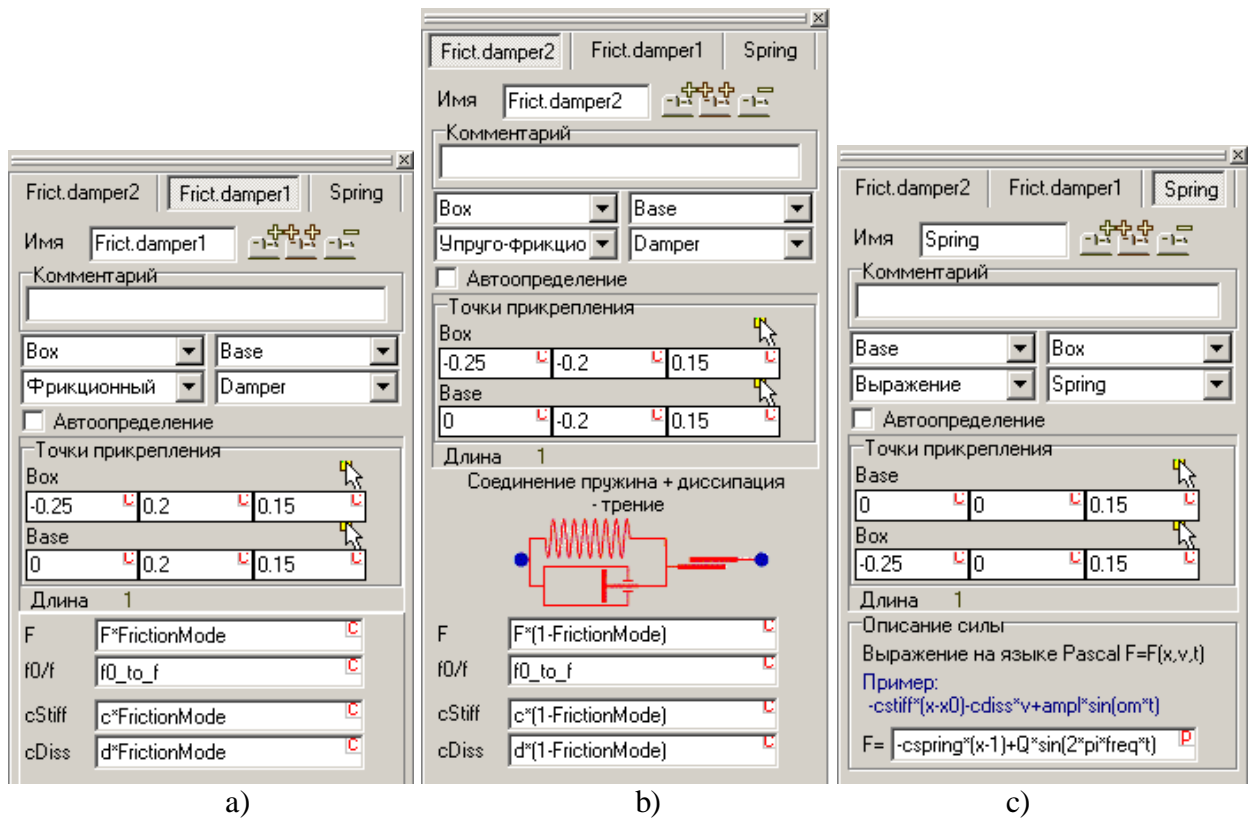 Frict.damper2 Frict.damper1 Spring
Имя Frict.damper1
Комментарий
Box Base
Фрикционный Damper
Автоопределение
Точки прикрепления
Box
-0.25 C 0.2 C 0.15 C
Base
0 C 0.2 C 0.15 C
Длина 1
F F*FrictionMode C
f0/f f0_to_f
cStiff c*FrictionMode C
cDiss d*FrictionMode C
a)
Frict.damper2 Frict.damper1 Spring
Имя Frict.damper2
Комментарий
Box Base
Упруго-фрикцио Damper
Автоопределение
Точки прикрепления
Box
-0.25 C -0.2 C 0.15 C
Base
0 C -0.2 C 0.15 C
Длина 1
Соединение пружина + диссипация
- трение
F F*(1-FrictionMode) C
f0/f f0_to_f
cStiff c*(1-FrictionMode) C
cDiss d*(1-FrictionMode) C
b)
Frict.damper2 Frict.damper1 Spring
Имя Spring
Комментарий
Base Box
Выражение Spring
Автоопределение
Точки прикрепления
Base
0 C 0 C 0.15 C
Box
-0.25 C 0 C 0.15 C
Длина 1
Описание силы
Выражение на языке Pascal F=F(x,v,t)
Пример:
-cstiff*(x-x0)-cdiss*v+ampl*sin(om*t)
F= -cspring*(x-1)+Q*sin(2*pi*freq*t) P
c)